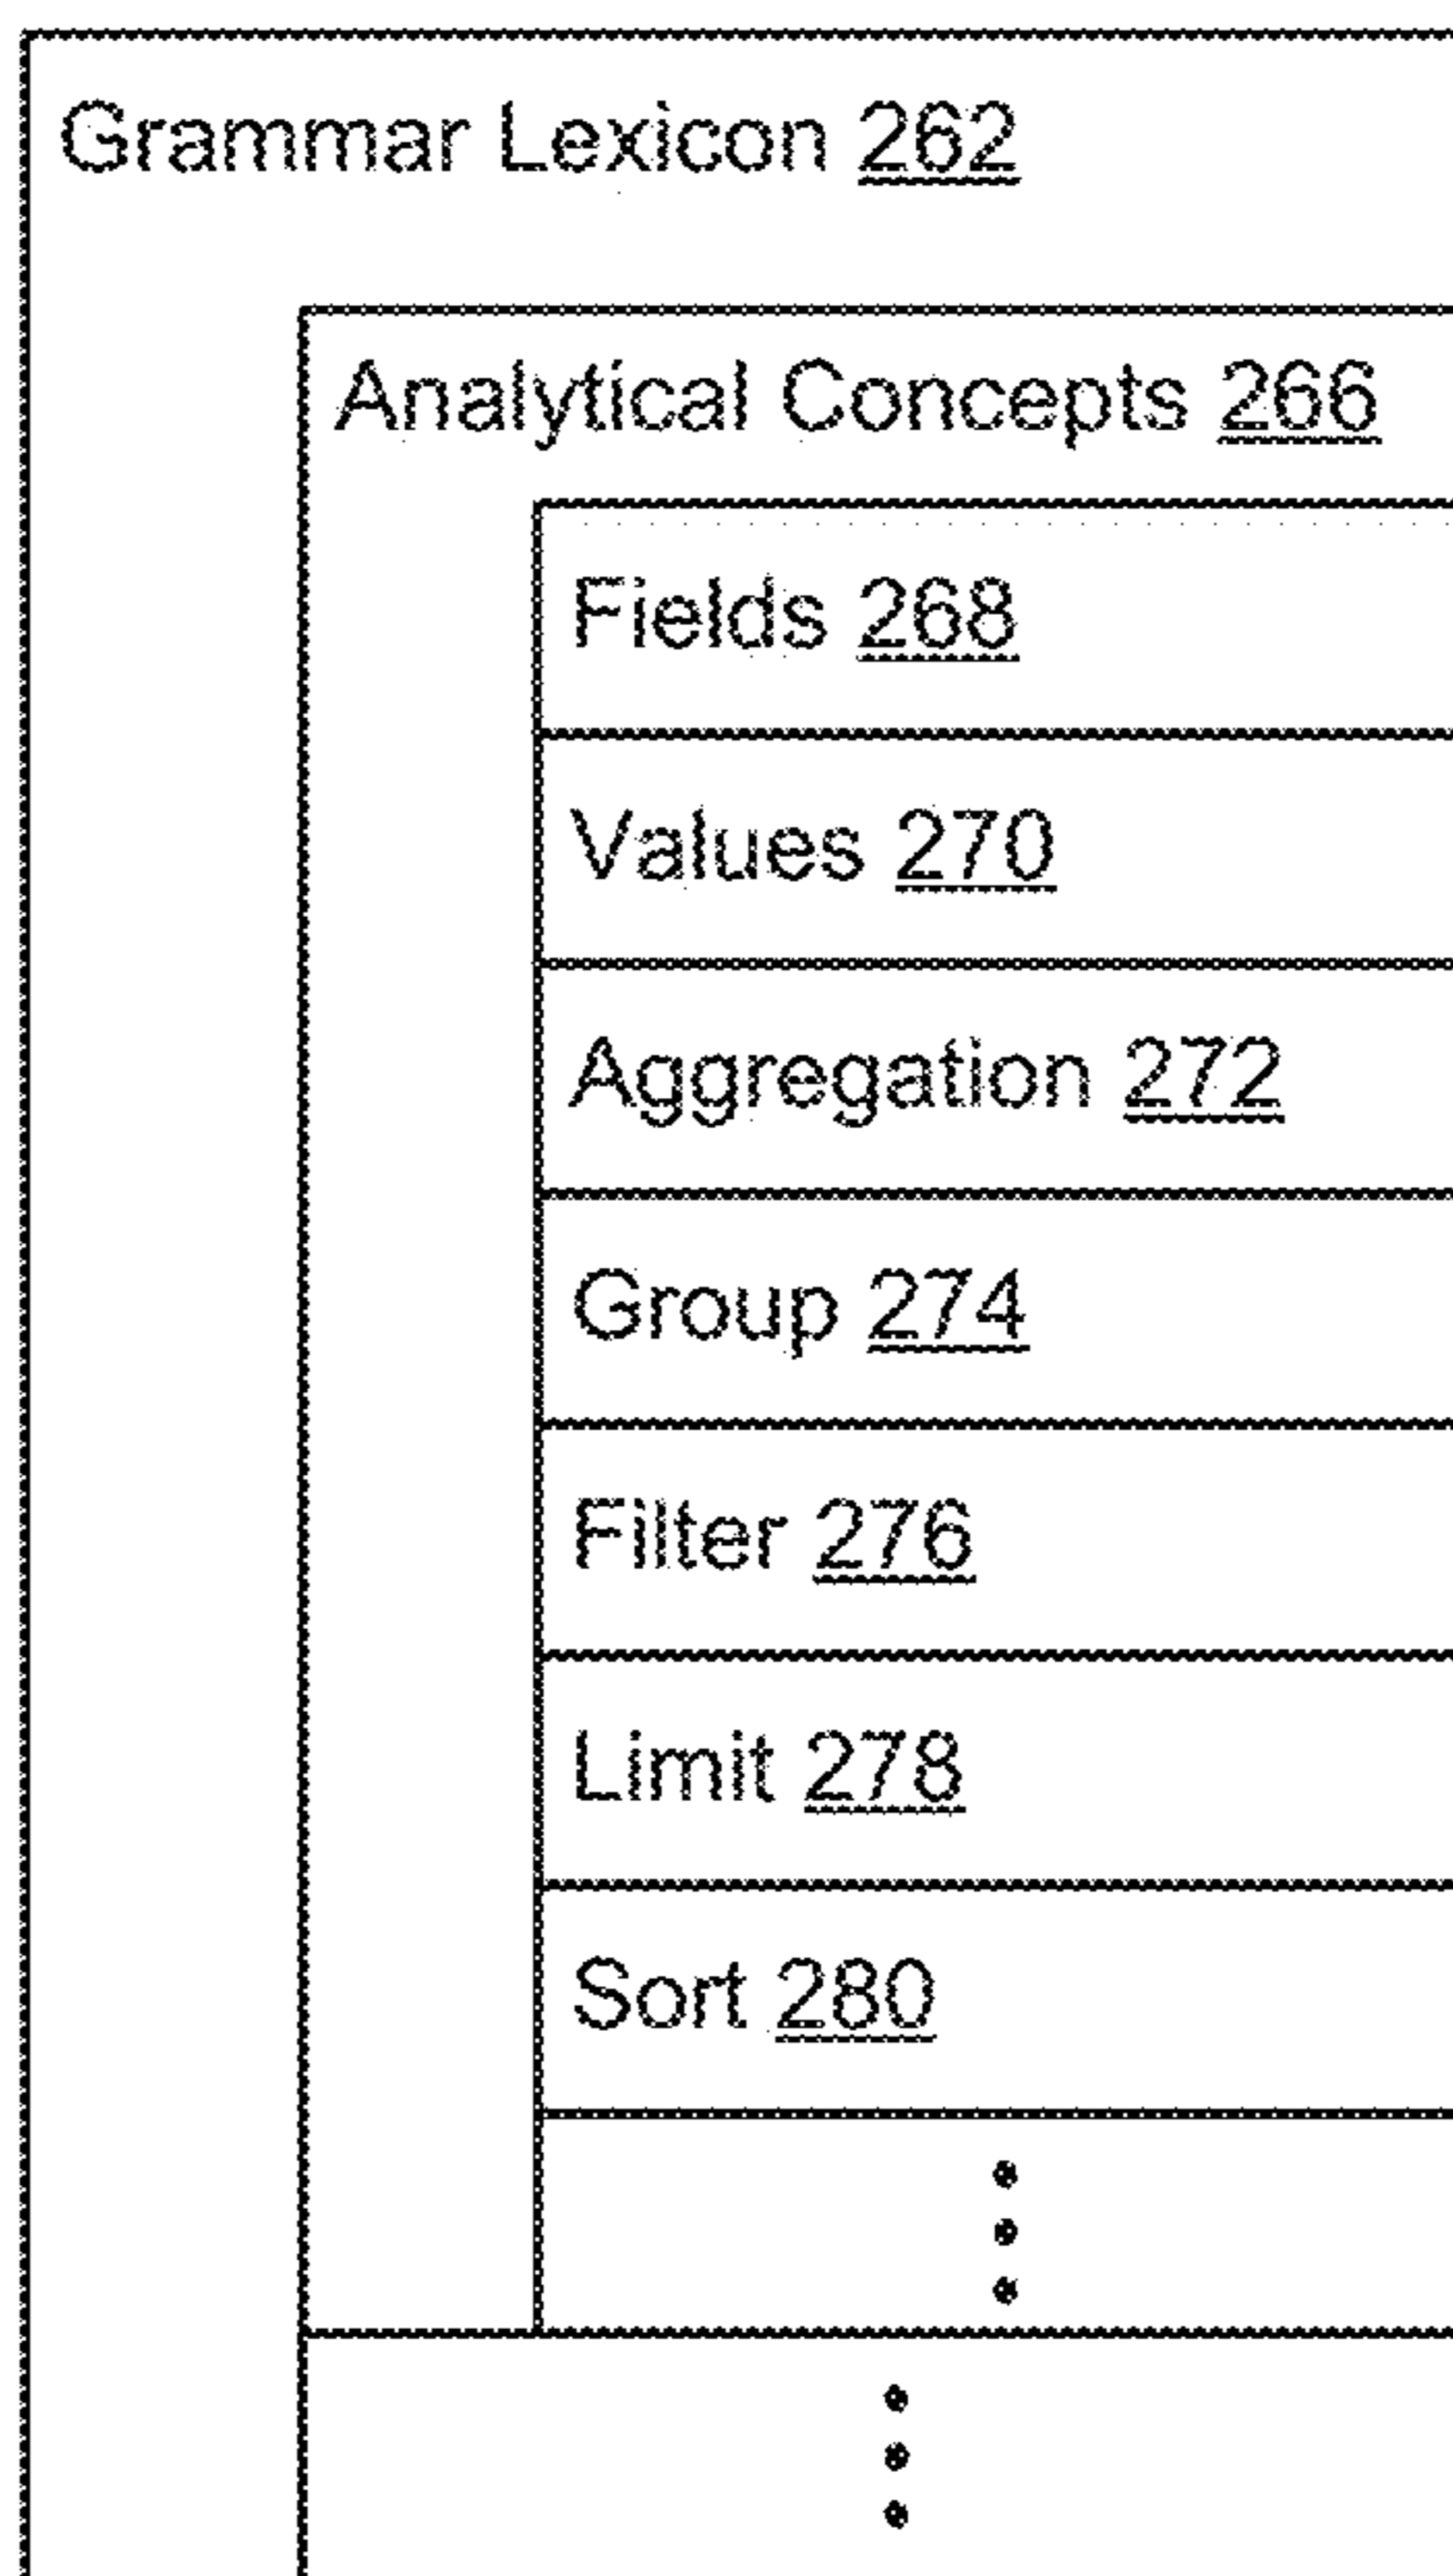 Grammar Lexicon 262
Analytical Concepts 266
Fields 268
Values 270
Aggregation 272
Group 274
Filter 276
Limit 278
Sort 280